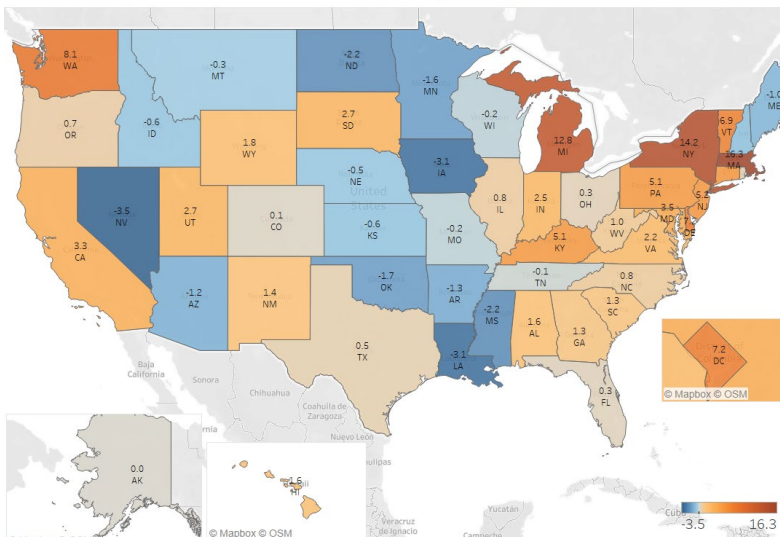 8.1
WA
-0.3
MT
-2.2
ND
-1.6
MN
-1.0
ME
0.7
OR
-0.6
ID
1.8
WY
2.7
SD
-0.2
WI
12.8
MI
14.2
NY
6.9
VT
16.3
MA
-3.5
NV
2.7
UT
0.1
CO
-0.5
NE
United
States
-3.1
IA
0.8
IL
2.5
IN
0.3
OH
5.1
PA
5.2
NJ
3.5
MD
DE
3.3
CA
-0.6
KS
-0.2
MO
5.1
KY
1.0
WV
2.2
VA
-1.2
AZ
1.4
NM
-1.7
OK
-1.3
AR
-0.1
TN
0.8
NC
1.3
SC
0.5
TX
-3.1
LA
-2.2
MS
1.6
AL
1.3
GA
0.3
FL
7.2
DC
© Mapbox © OSM
Baja
California
Sonora
Chihuahua
Coahuila de
Zaragoza
Nuevo León
0.0
AK
1.6
HI
© Mapbox © OSM
Veracruz
de Ignacio
Yucatán
Campeche
Cuba
-3.5
16.3